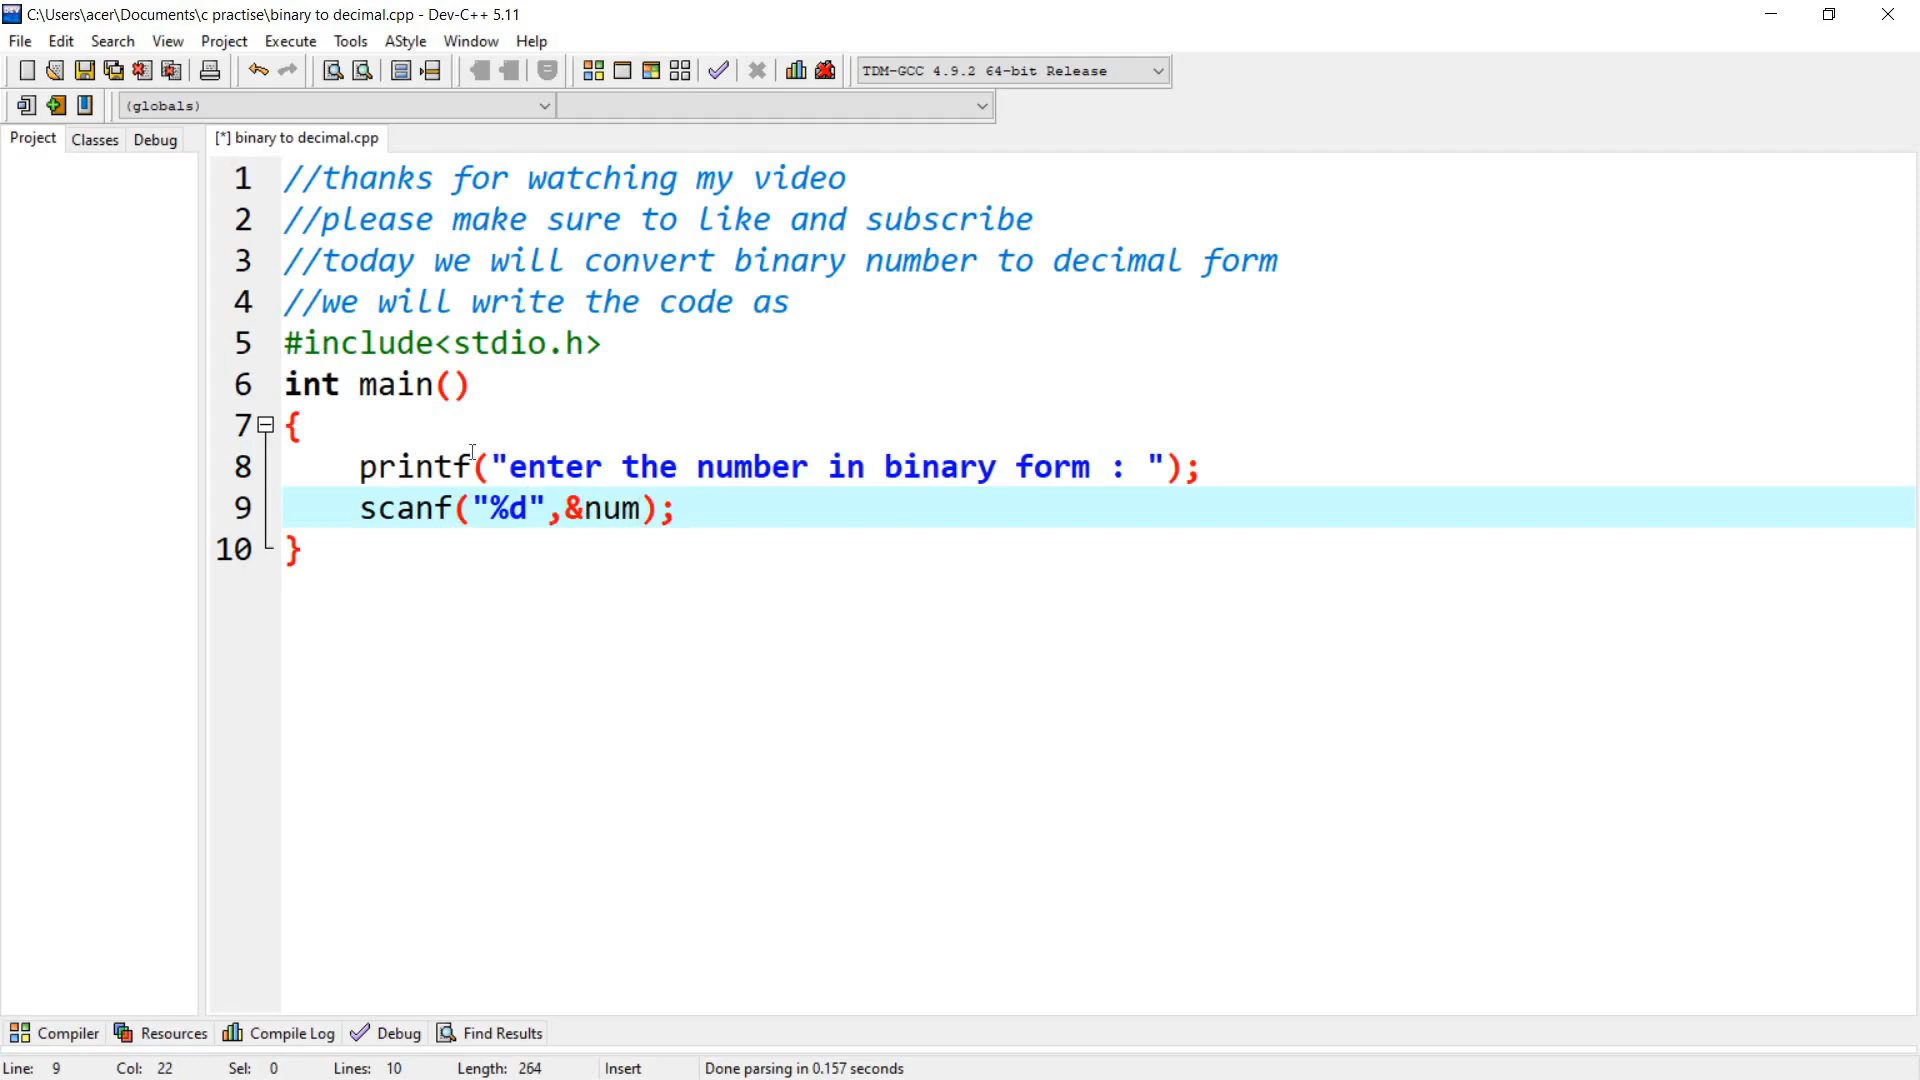 C:\Users\acer\Documents\c practise\binary to decimal.cpp - Dev-C++ 5.11
File Edit Search View Project Execute Tools AStyle Window Help
TDM-GCC 4.9.2 64-bit Release
(globals)
Project Classes Debug [*] binary to decimal.cpp
1 //thanks for watching my video
2 //please make sure to like and subscribe
3 //today we will convert binary number to decimal form
4 //we will write the code as
5 #include<stdio.h>
6 int main()
7 {
8 printf("enter the number in binary form : ");
9 scanf("%d",&num);
10 }
Compiler Resources Compile Log Debug Find Results
Line: 9 Col: 22 Sel: 0 Lines: 10 Length: 264 Insert Done parsing in 0.157 seconds